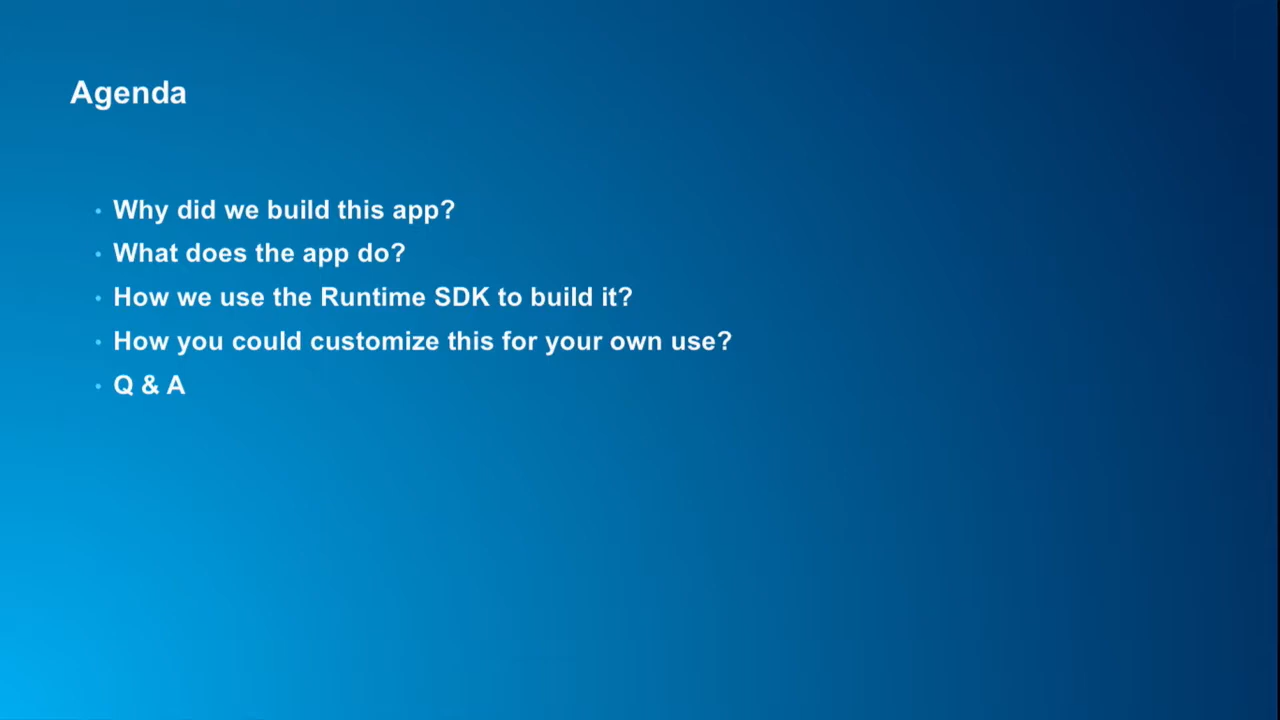 Agenda
• Why did we build this app?
• What does the app do?
• How we use the Runtime SDK to build it?
• How you could customize this for your own use?
• Q & A